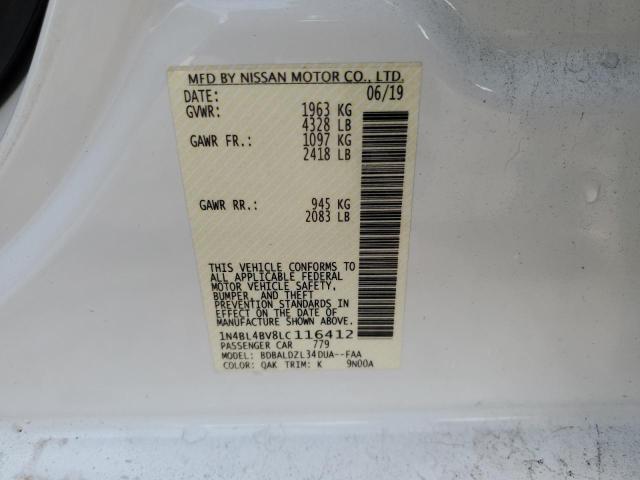 MFD BY NISSAN MOTOR CO., LTD.
DATE: 06/19
GVWR: 1963 KG
4328 LB
GAWR FR.: 1097 KG
2418 LB
GAWR RR.: 945 KG
2083 LB
THIS VEHICLE CONFORMS TO
ALL APPLICABLE FEDERAL
MOTOR VEHICLE SAFETY,
BUMPER, AND THEFT
PREVENTION STANDARDS IN
EFFECT ON THE DATE OF
MANUFACTURE SHOWN ABOVE.
1N4BL4BV8LC116412
PASSENGER CAR 779
MODEL: BDBALDZL34DUA--FAA
COLOR: QAK TRIM: K 9N00A